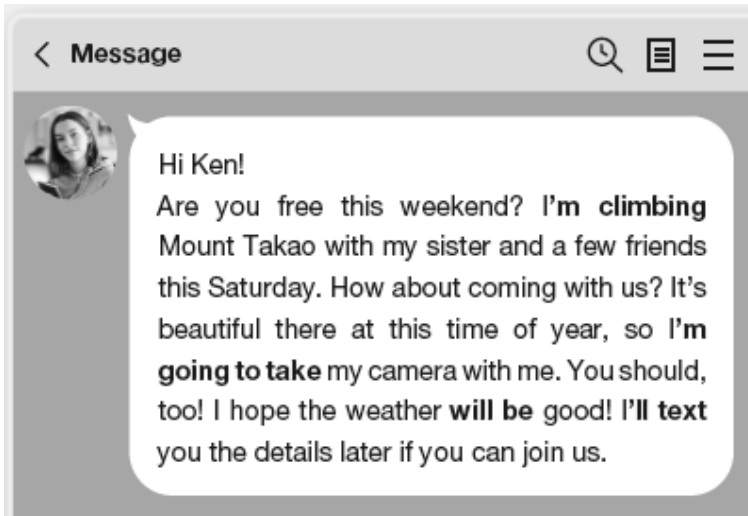 Message
Hi Ken!
Are you free this weekend? I'm climbing
Mount Takao with my sister and a few friends
this Saturday. How about coming with us? It's
beautiful there at this time of year, so I'm
going to take my camera with me. You should,
too! I hope the weather will be good! I'll text
you the details later if you can join us.